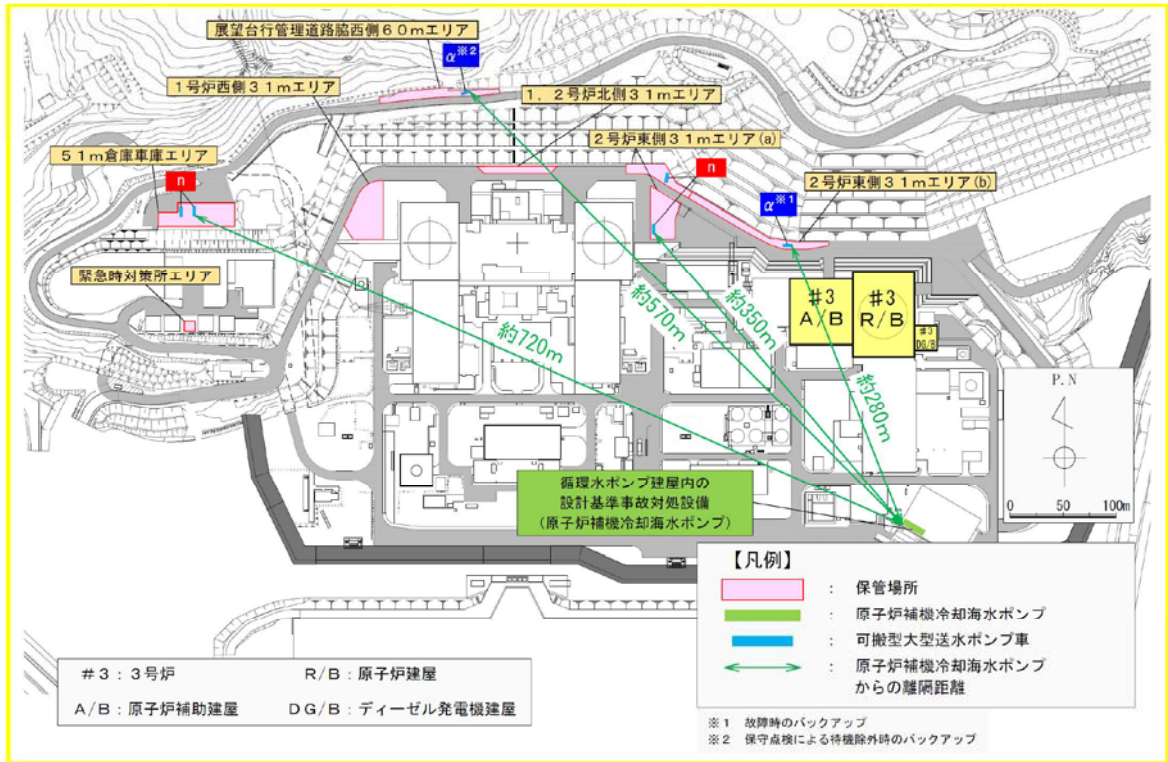 展望台行管理道路脇西側60mエリア
α※2
1号炉西側31mエリア
1，2号炉北側31mエリア
51m倉庫車庫エリア
n
2号炉東側31mエリア(a)
n
α※1
2号炉東側31mエリア(b)
緊急時対策所エリア
#3
A/B
#3
R/B
#3
DG/B
約720m
約570m
約350m
約280m
P.N
0 50 100m
循環水ポンプ建屋内の
設計基準事故対処設備
(原子炉補機冷却海水ポンプ)
【凡例】
： 保管場所
： 原子炉補機冷却海水ポンプ
： 可搬型大型送水ポンプ車
： 原子炉補機冷却海水ポンプ
からの離隔距離
#3：3号炉 R/B：原子炉建屋
A/B：原子炉補助建屋 DG/B：ディーゼル発電機建屋
※1 故障時のバックアップ
※2 保守点検による待機除外時のバックアップ